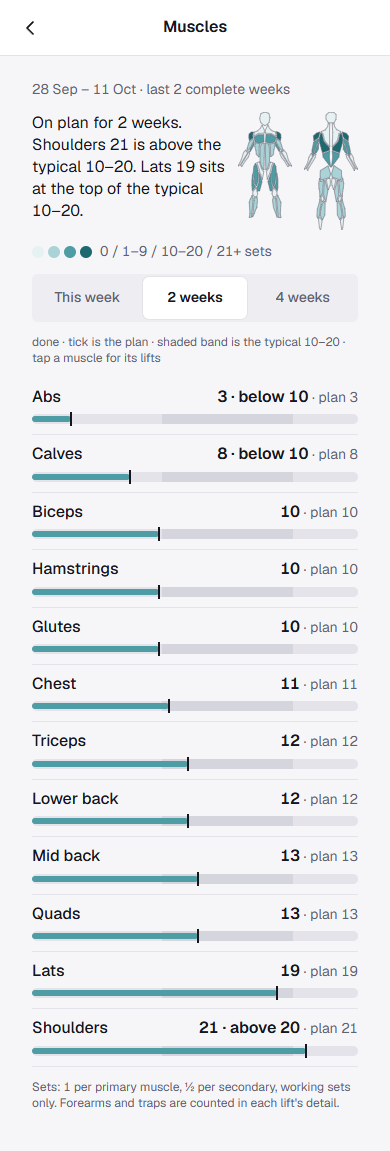 Muscles
28 Sep – 11 Oct · last 2 complete weeks
On plan for 2 weeks.
Shoulders 21 is above the
typical 10–20. Lats 19 sits
at the top of the typical
10–20.
0 / 1–9 / 10–20 / 21+ sets
This week
2 weeks
4 weeks
done · tick is the plan · shaded band is the typical 10–20 ·
tap a muscle for its lifts
Abs 3 · below 10 · plan 3
Calves 8 · below 10 · plan 8
Biceps 10 · plan 10
Hamstrings 10 · plan 10
Glutes 10 · plan 10
Chest 11 · plan 11
Triceps 12 · plan 12
Lower back 12 · plan 12
Mid back 13 · plan 13
Quads 13 · plan 13
Lats 19 · plan 19
Shoulders 21 · above 20 · plan 21
Sets: 1 per primary muscle, ½ per secondary, working sets
only. Forearms and traps are counted in each lift's detail.